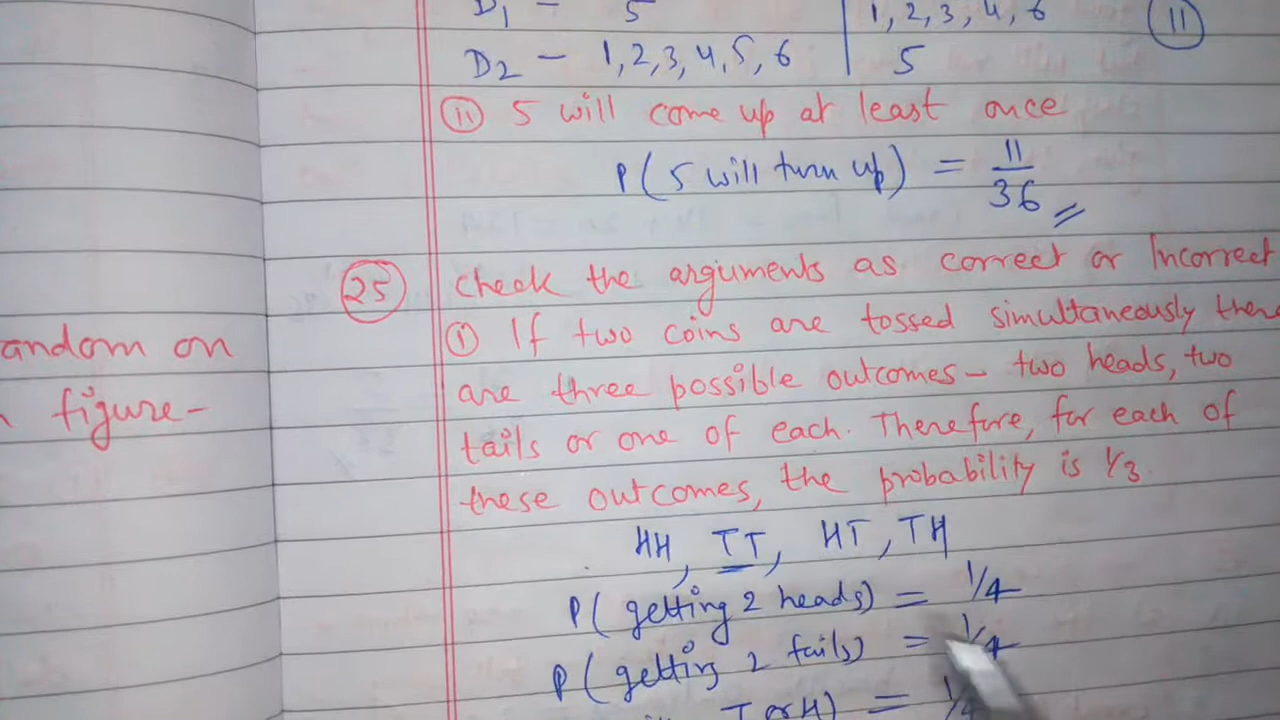 D1 - 5 1, 2, 3, 4, 6 11
D2 - 1, 2, 3, 4, 5, 6 5
ii 5 will come up at least once
P( 5 will turn up) = 11/36
25 Check the arguments as correct or Incorrect
i If two coins are tossed simultaneously there
are three possible outcomes - two heads, two
tails or one of each. Therefore, for each of
these outcomes, the probability is 1/3.
HH, TT, HT, TH
P( getting 2 heads) = 1/4
P( getting 2 tails) = 1/4
T or H) =
andom on
figure-